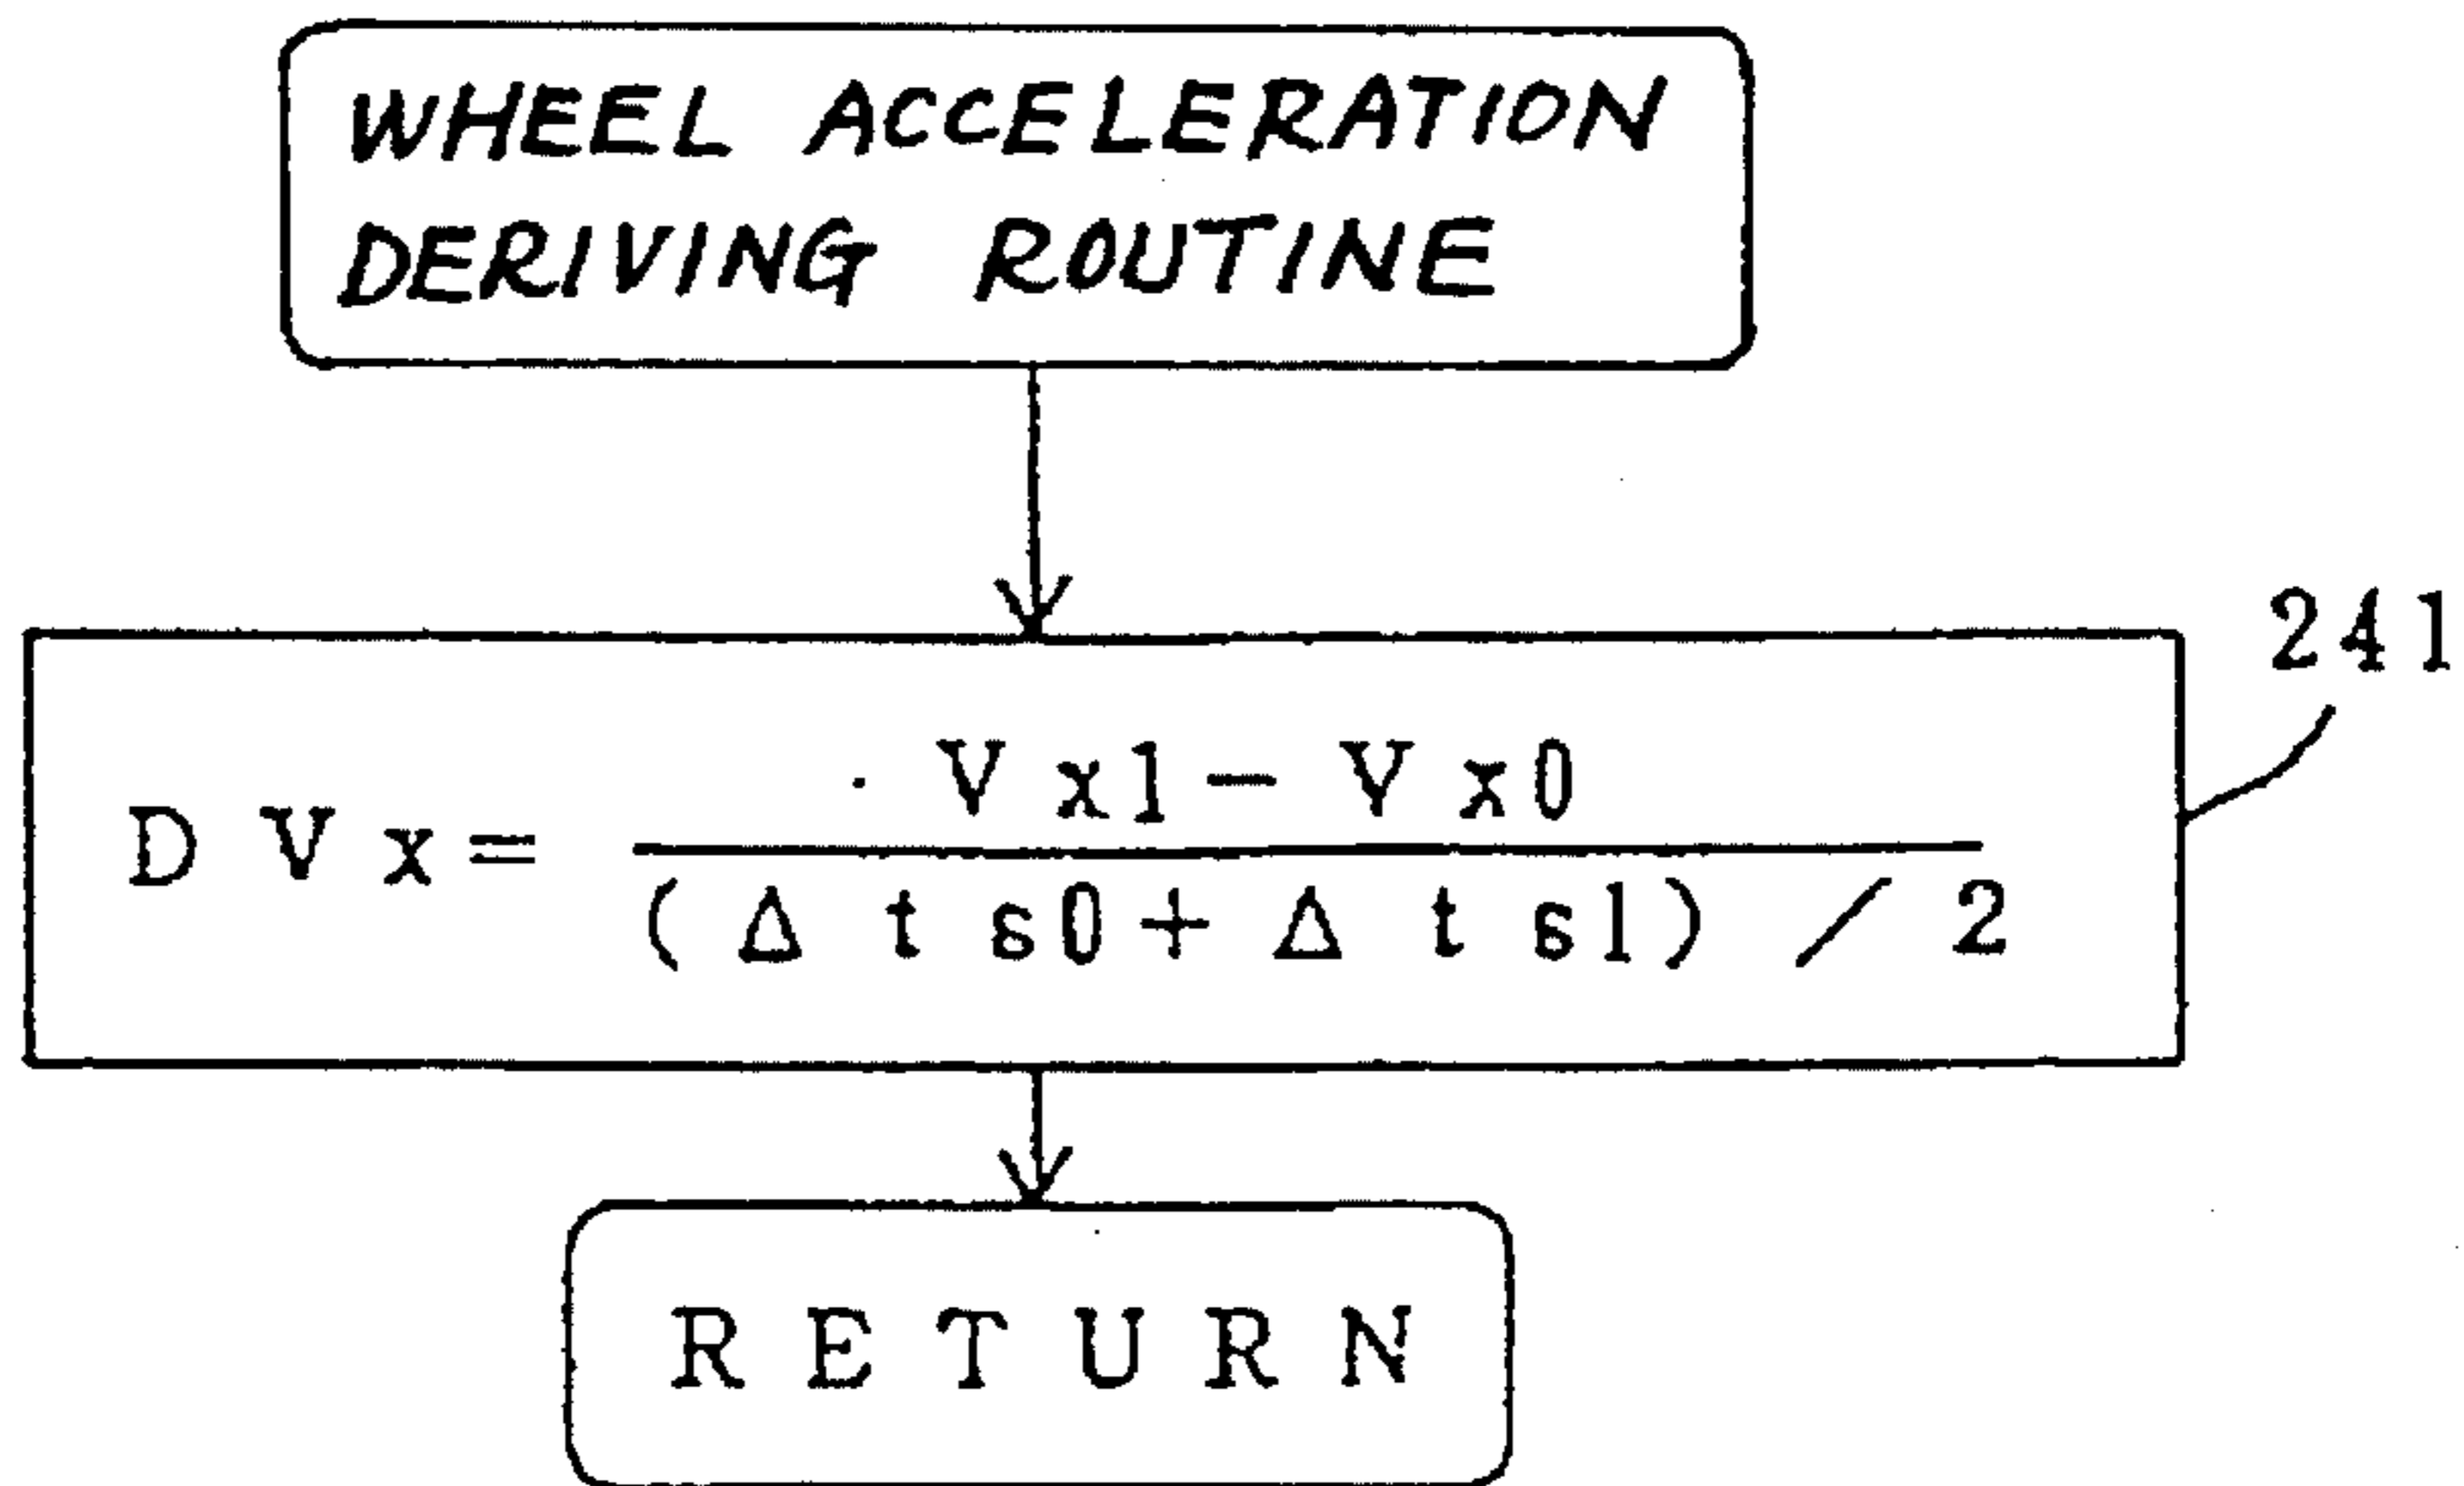 WHEEL ACCELERATION
DERIVING ROUTINE
241
Vx1-Vx0
DVx=
(Δts0+Δts1)/2
RETURN